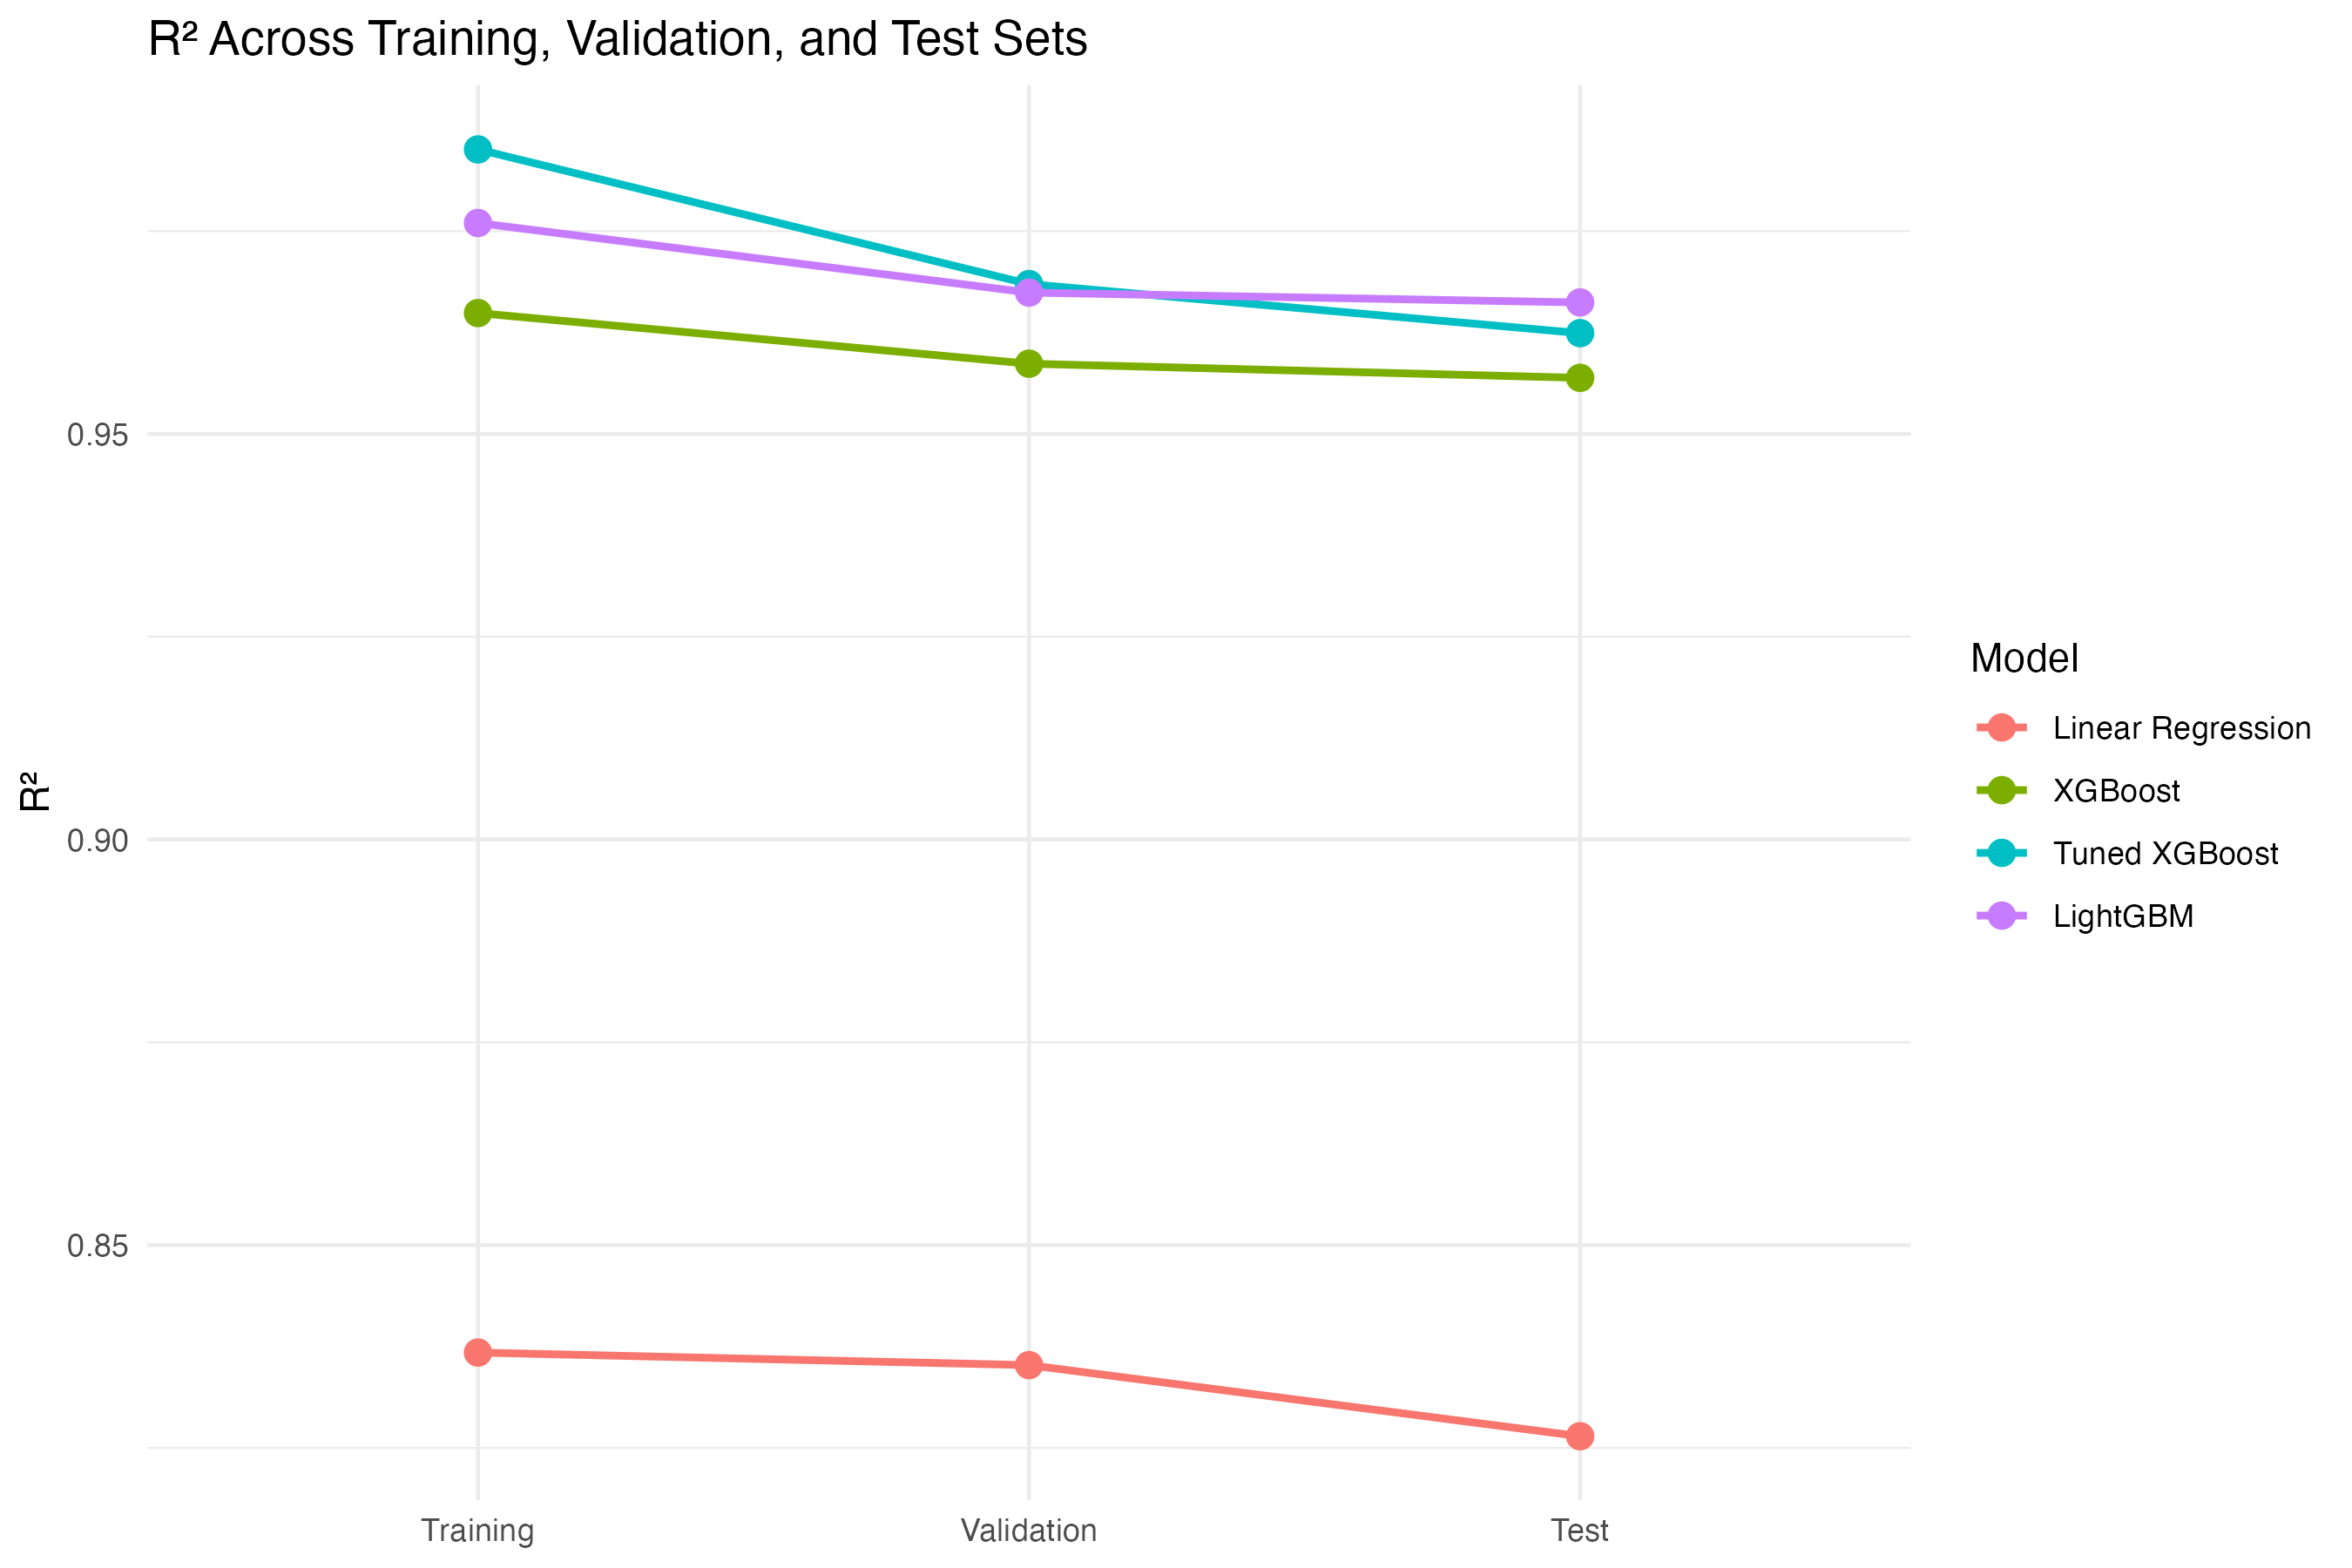 R² Across Training, Validation, and Test Sets
0.95
0.90
0.85
R²
Training
Validation
Test
Model
Linear Regression
XGBoost
Tuned XGBoost
LightGBM